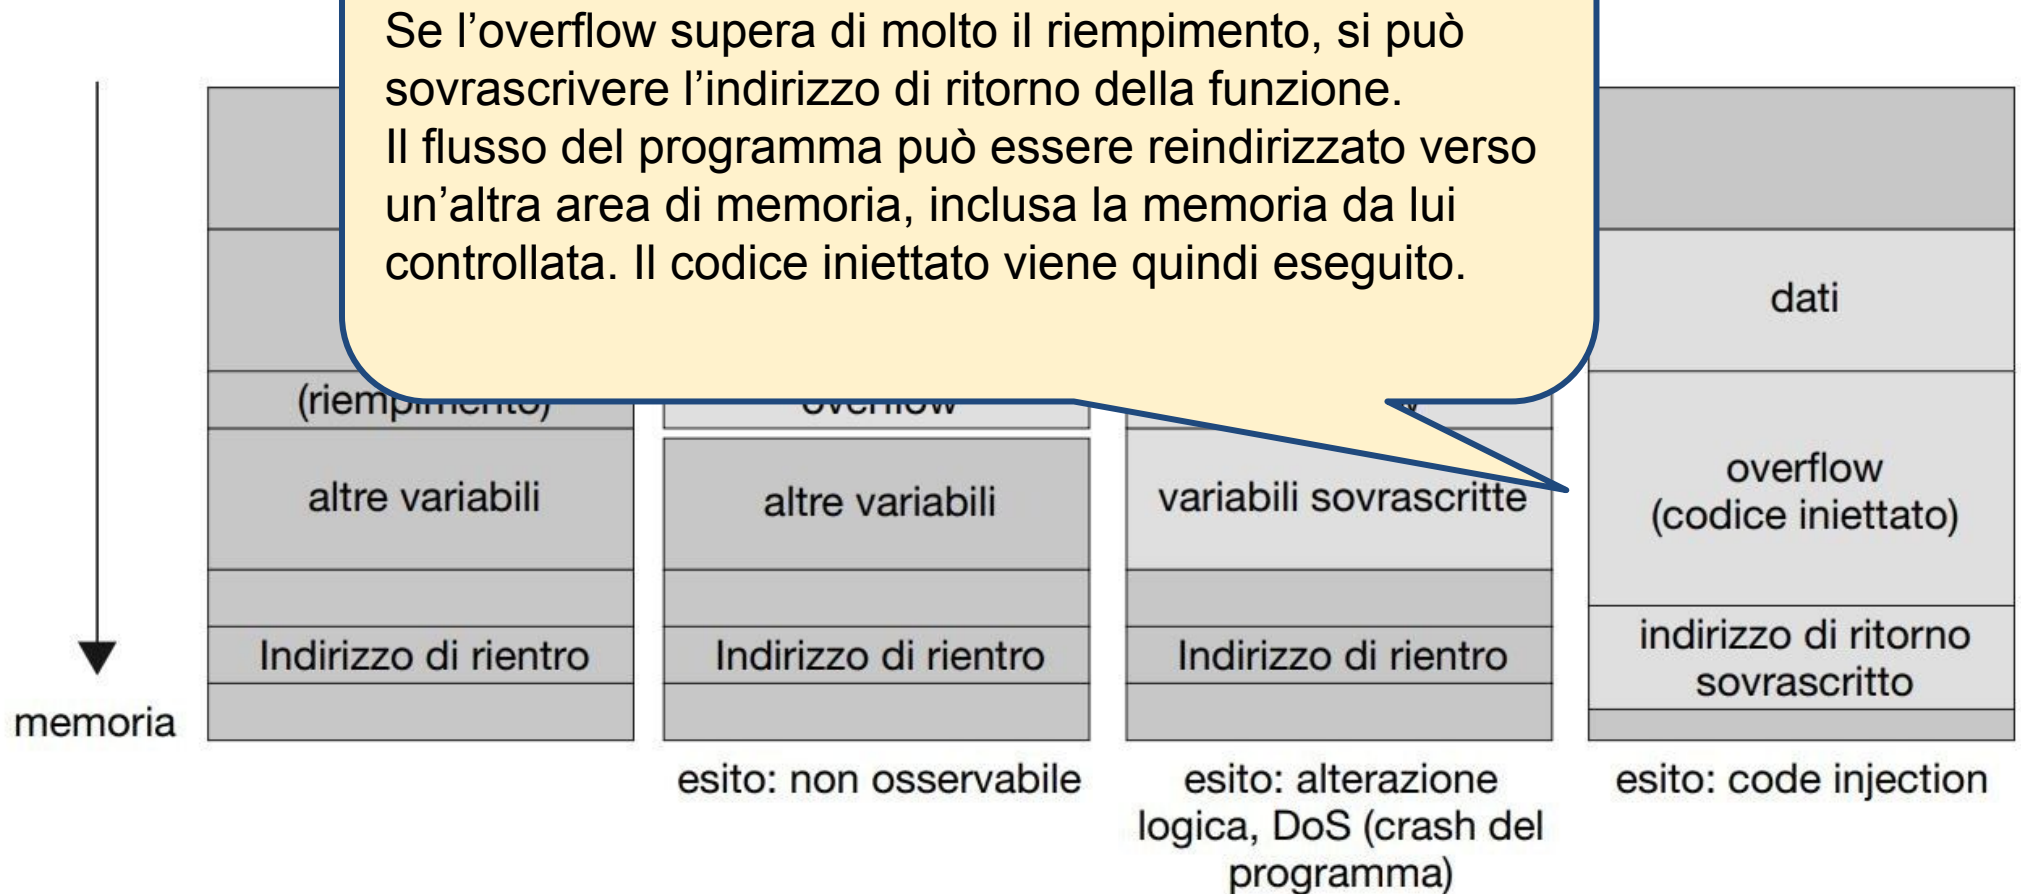 Se l'overflow supera di molto il riempimento, si può
sovrascrivere l'indirizzo di ritorno della funzione.
Il flusso del programma può essere reindirizzato verso
un'altra area di memoria, inclusa la memoria da lui
controllata. Il codice iniettato viene quindi eseguito.
memoria
(riempimento)
altre variabili
Indirizzo di rientro
overflow
altre variabili
Indirizzo di rientro
esito: non osservabile
variabili sovrascritte
Indirizzo di rientro
esito: alterazione
logica, DoS (crash del
programma)
dati
overflow
(codice iniettato)
indirizzo di ritorno
sovrascritto
esito: code injection